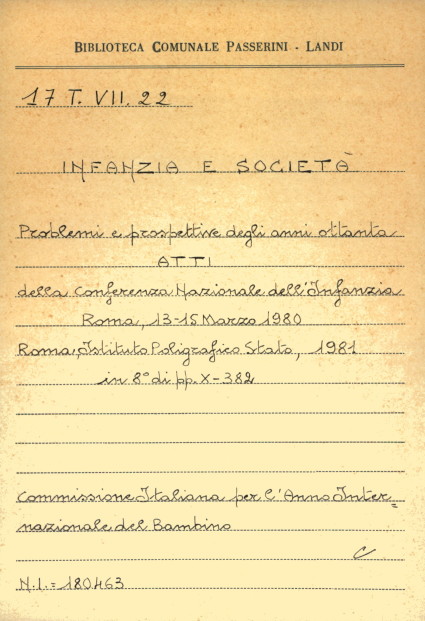 BIBLIOTECA COMUNALE PASSERINI - LANDI
17 T. VII. 22
INFANZIA E SOCIETÀ
Problemi e prospettive degli anni ottanta
ATTI
della Conferenza Nazionale dell'Infanzia
Roma, 13-15 Marzo 1980
Roma, Istituto Poligrafico Stato, 1981
in 8° di pp. X-382
Commissione Italiana per l'Anno Inter=
nazionale del Bambino
C
N.I.= 180463